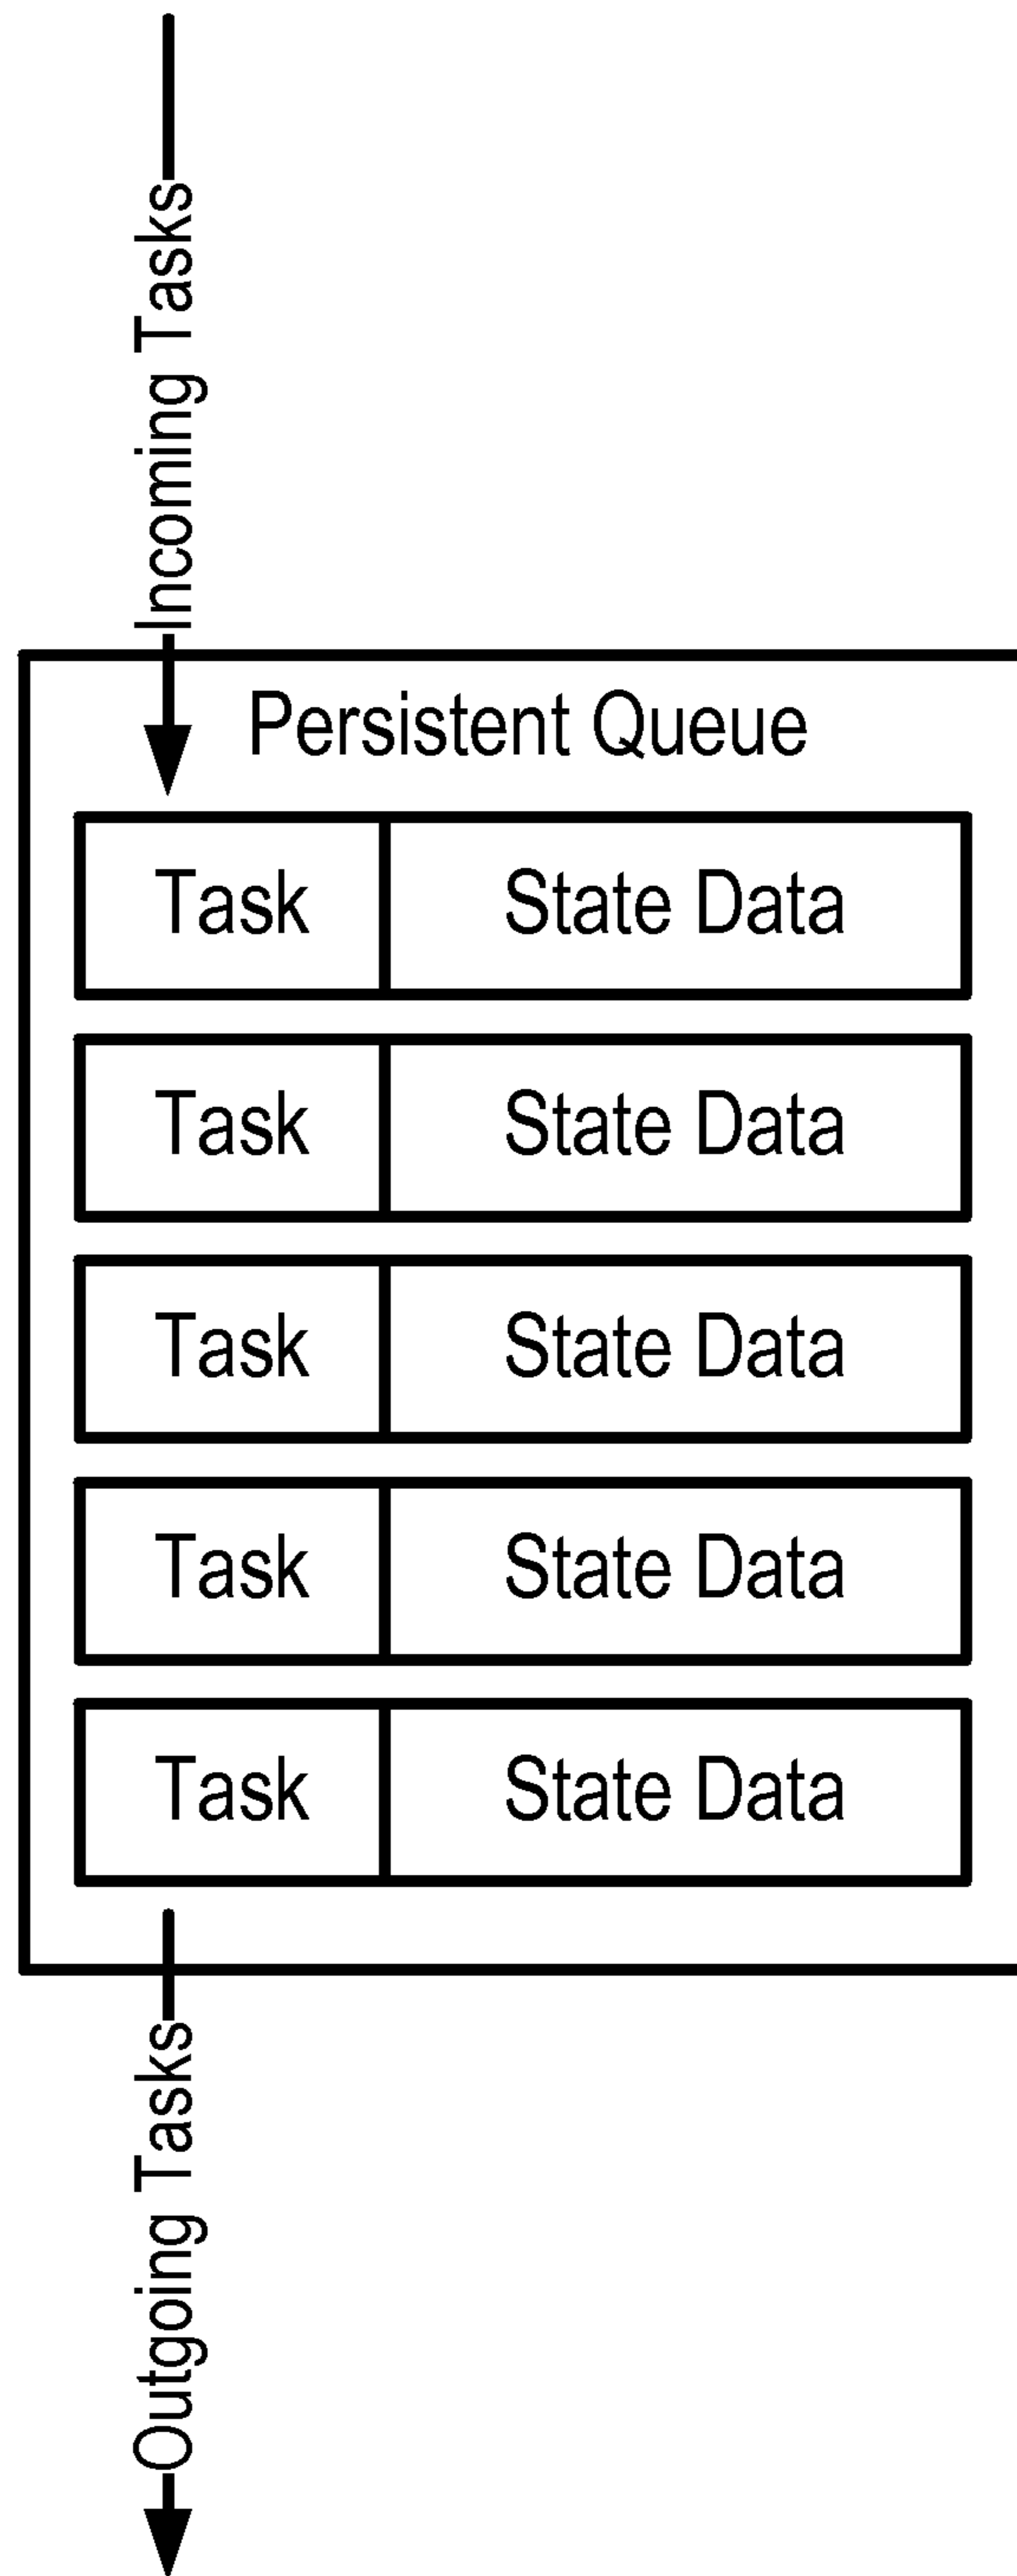 Incoming Tasks
Persistent Queue
Task State Data
Task State Data
Task State Data
Task State Data
Task State Data
Outgoing Tasks